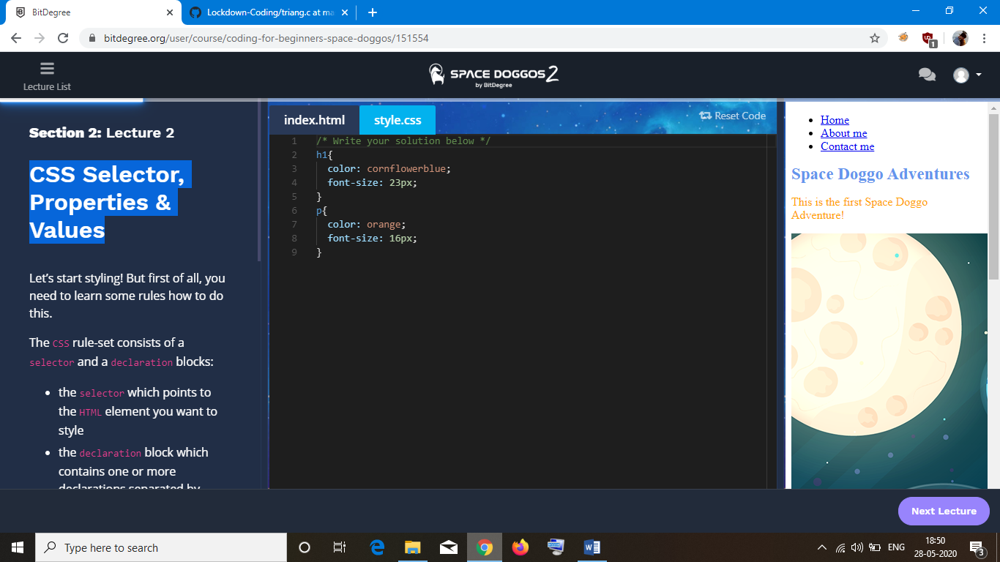 BitDegree
Lockdown-Coding/triang.c at ma
bitdegree.org/user/course/coding-for-beginners-space-doggos/151554
1
Lecture List
SPACE DOGGOS 2
by BitDegree
Section 2: Lecture 2
CSS Selector,
Properties &
Values
Let’s start styling! But first of all, you
need to learn some rules how to do
this.
The CSS rule-set consists of a
selector and a declaration blocks:
• the selector which points to
the HTML element you want to
style
• the declaration block which
contains one or more
declarations separated by
index.html
style.css
Reset Code
1 /* Write your solution below */
2 h1{
3 color: cornflowerblue;
4 font-size: 23px;
5 }
6 p{
7 color: orange;
8 font-size: 16px;
9 }
• Home
• About me
• Contact me
Space Doggo Adventures
This is the first Space Doggo
Adventure!
Next Lecture
Type here to search
ENG
18:50
28-05-2020
3